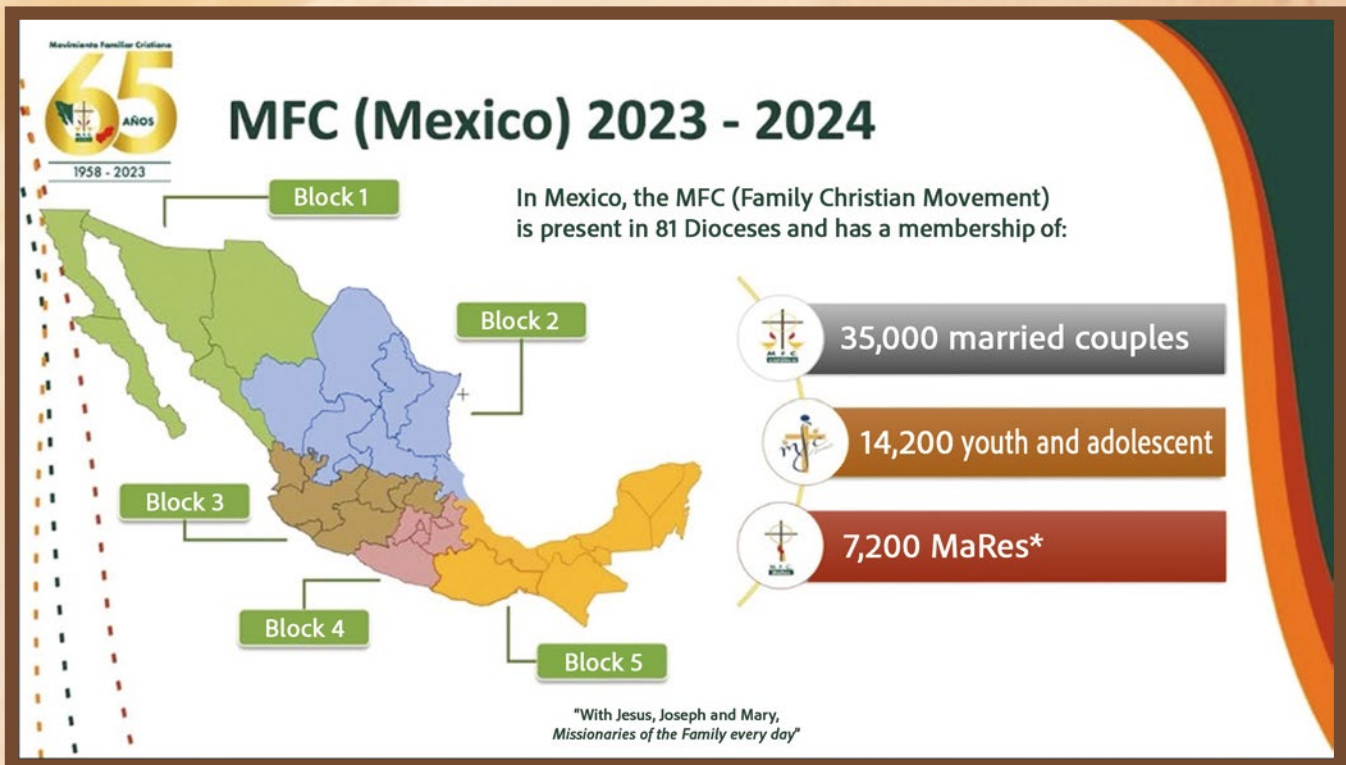 Movimiento Familiar Cristiano
65
AÑOS
1958 - 2023
MFC (Mexico) 2023 - 2024
Block 1
In Mexico, the MFC (Family Christian Movement)
is present in 81 Dioceses and has a membership of:
Block 2
35,000 married couples
MFC
14,200 youth and adolescent
mfc
Block 3
7,200 MaRes*
MFC
Block 4
Block 5
"With Jesus, Joseph and Mary,
Missionaries of the Family every day"